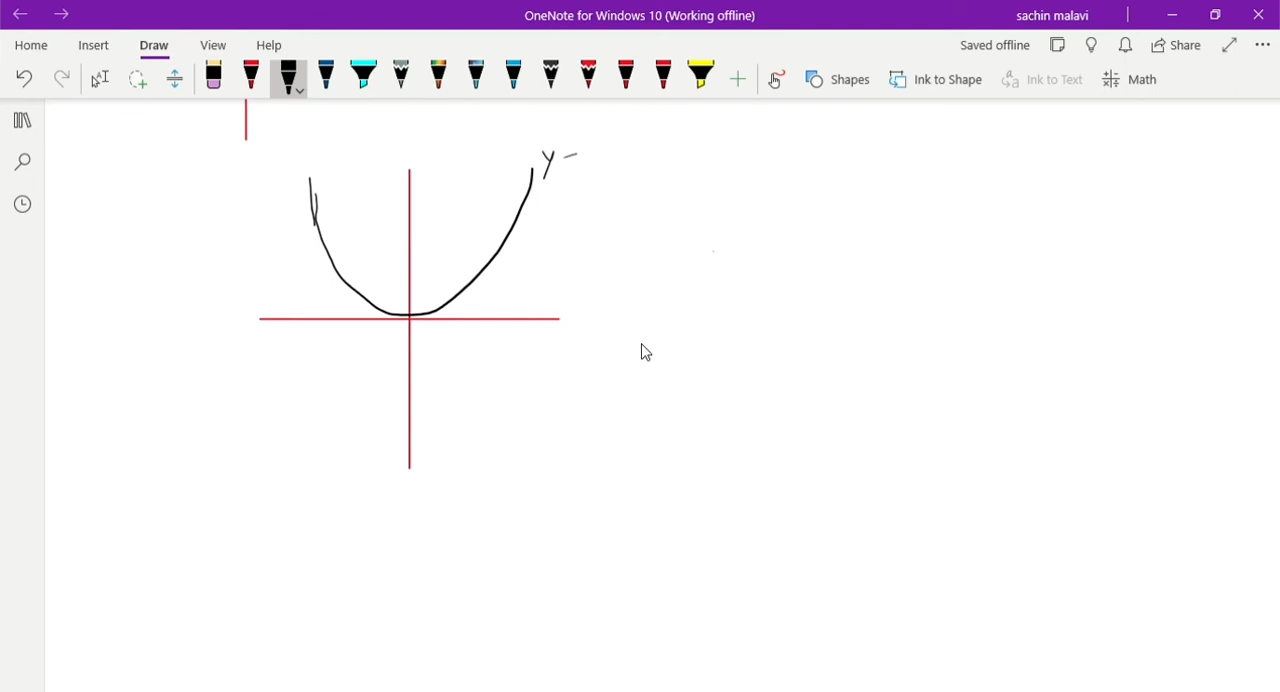 OneNote for Windows 10 (Working offline)
sachin malavi
Home Insert Draw View Help
Saved offline
Share
Shapes
Ink to Shape
Ink to Text
Math
y -